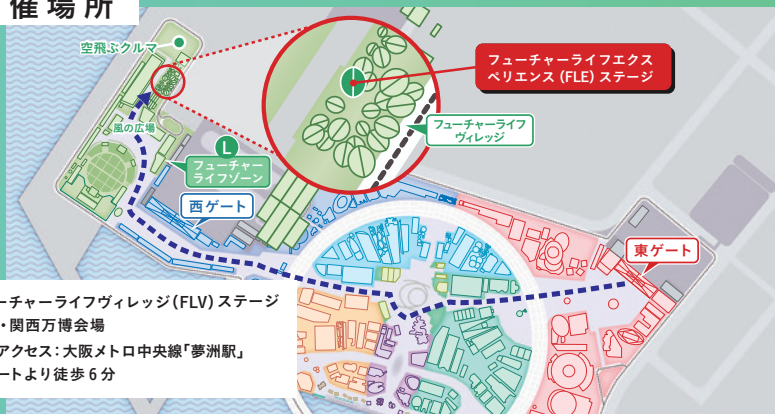 催場所
空飛ぶクルマ
フューチャーライフエクス
ペリエンス (FLE) ステージ
フューチャーライフ
ヴィレッジ
風の広場
L
フューチャー
ライフゾーン
西ゲート
東ゲート
ーチャーライフヴィレッジ(FLV) ステージ
・関西万博会場
アクセス：大阪メトロ中央線「夢洲駅」
ートより徒歩6分